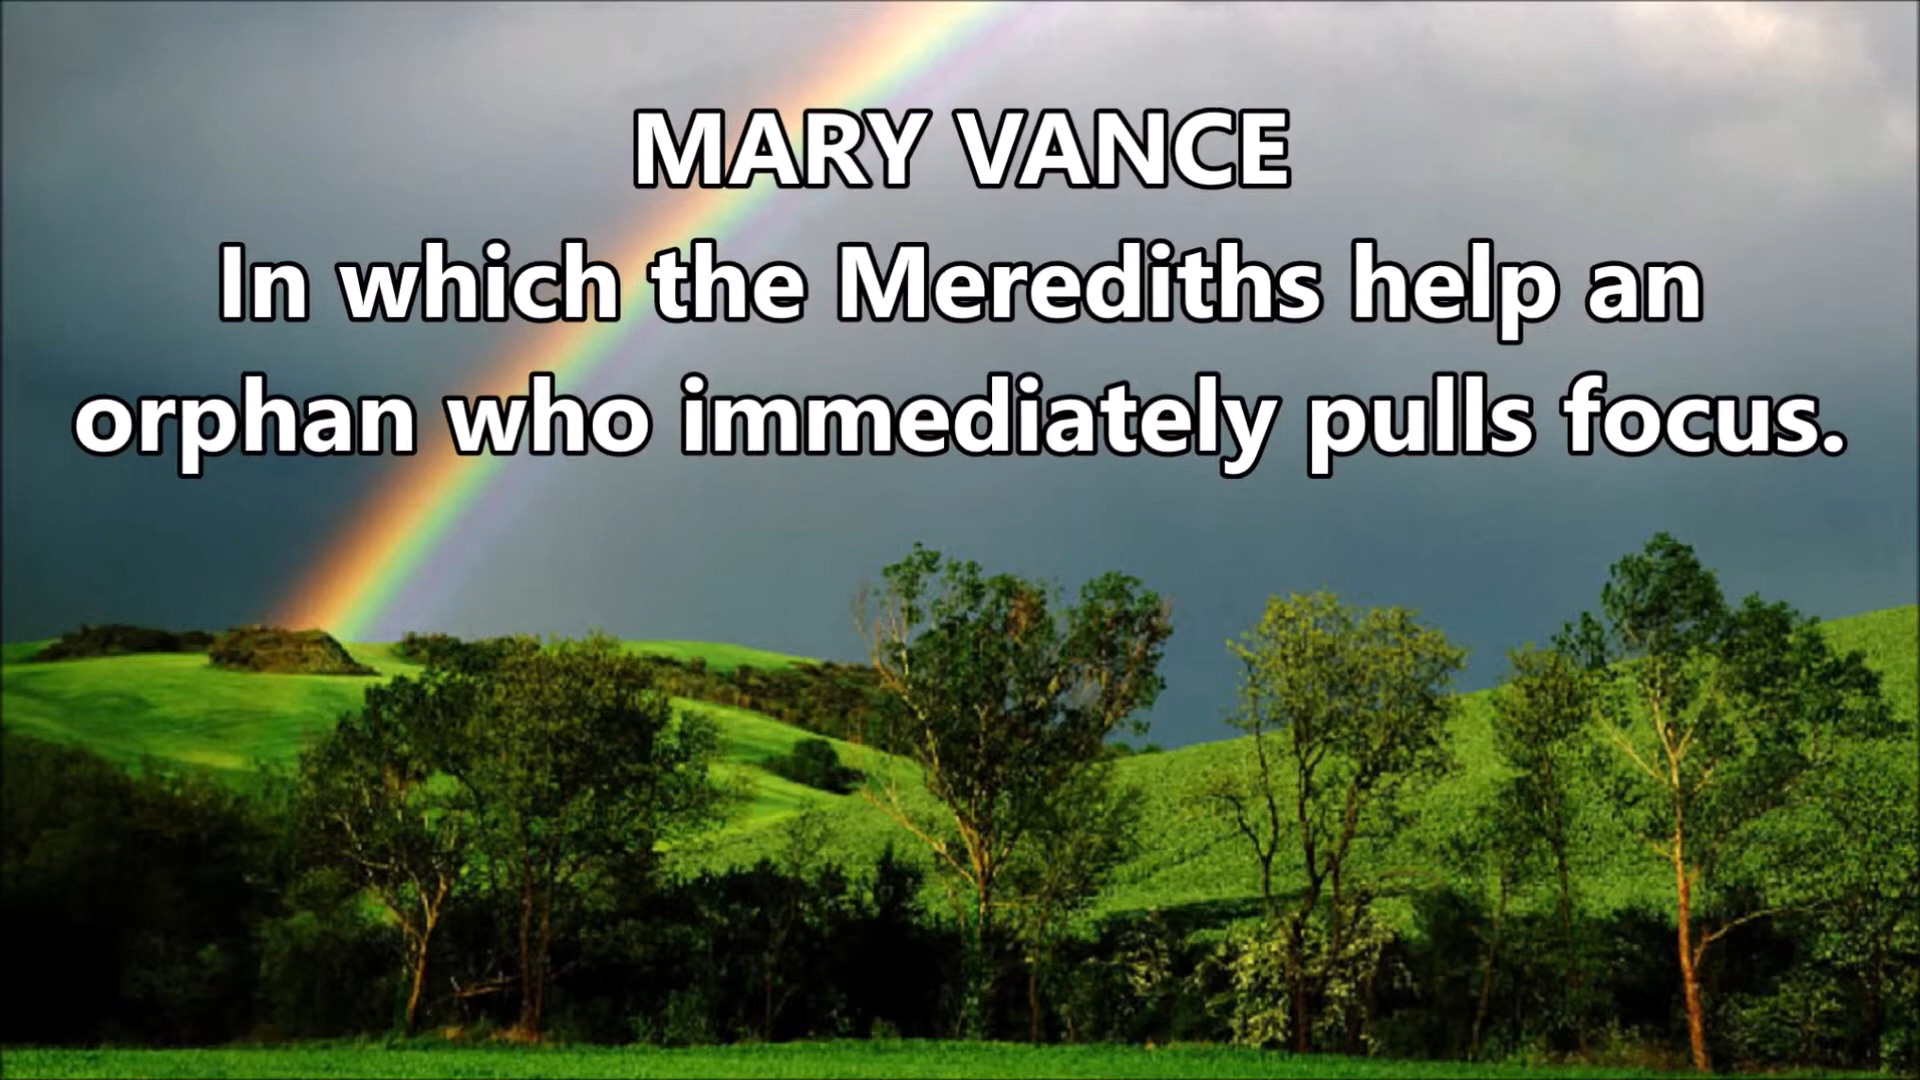 MARY VANCE
In which the Merediths help an
orphan who immediately pulls focus.